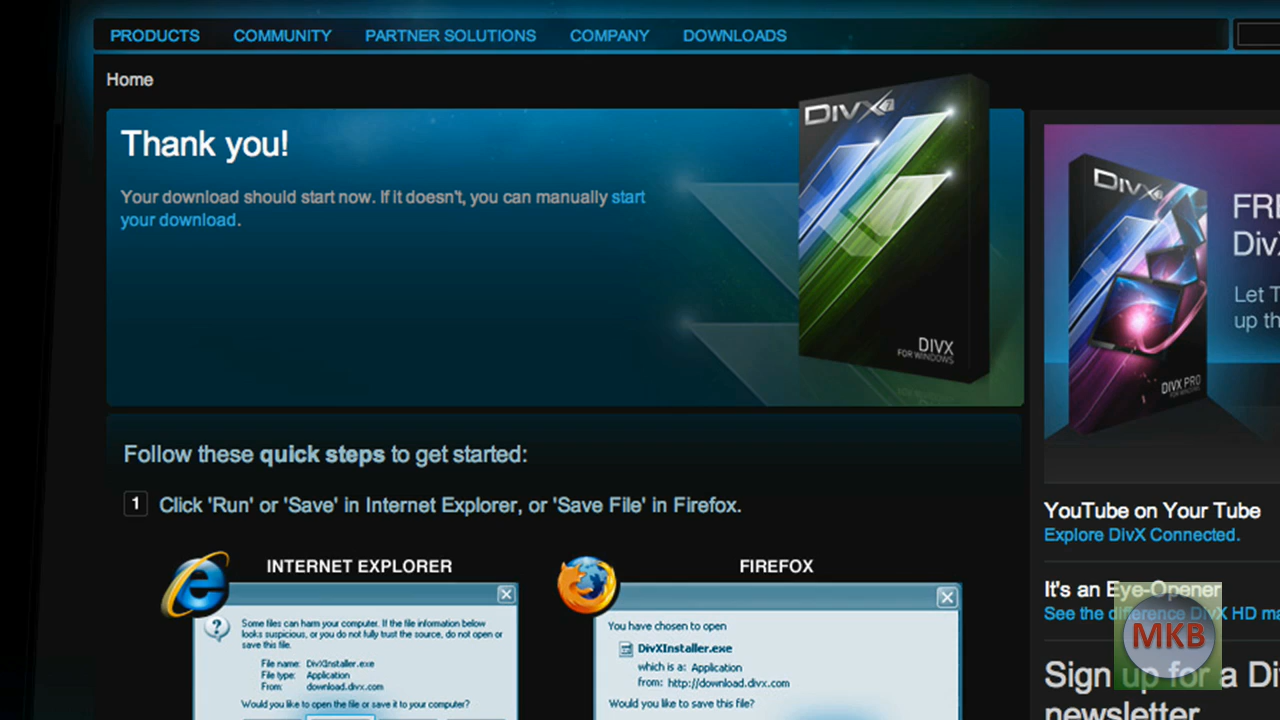 PRODUCTS COMMUNITY PARTNER SOLUTIONS COMPANY DOWNLOADS
Home
Thank you!
Your download should start now. If it doesn't, you can manually start
your download.
DIVX 7
DIVX
FOR WINDOWS
DIVX
DIVX PRO
FOR WINDOWS
Let
up
Follow these quick steps to get started:
1 Click 'Run' or 'Save' in Internet Explorer, or 'Save File' in Firefox.
INTERNET EXPLORER
Some files can harm your computer. If the file information below
looks suspicious, or you do not fully trust the source, do not open or
save this file.
File name: DivXInstaller.exe
File type: Application
From: download.divx.com
Would you like to open the file or save it to your computer?
FIREFOX
You have chosen to open
DivXInstaller.exe
which is a: Application
from: http://download.divx.com
Would you like to save this file?
YouTube on Your Tube
Explore DivX Connected.
It's an Eye-Opener
See the difference DivX HD
MKB
Sign up for a
newsletter